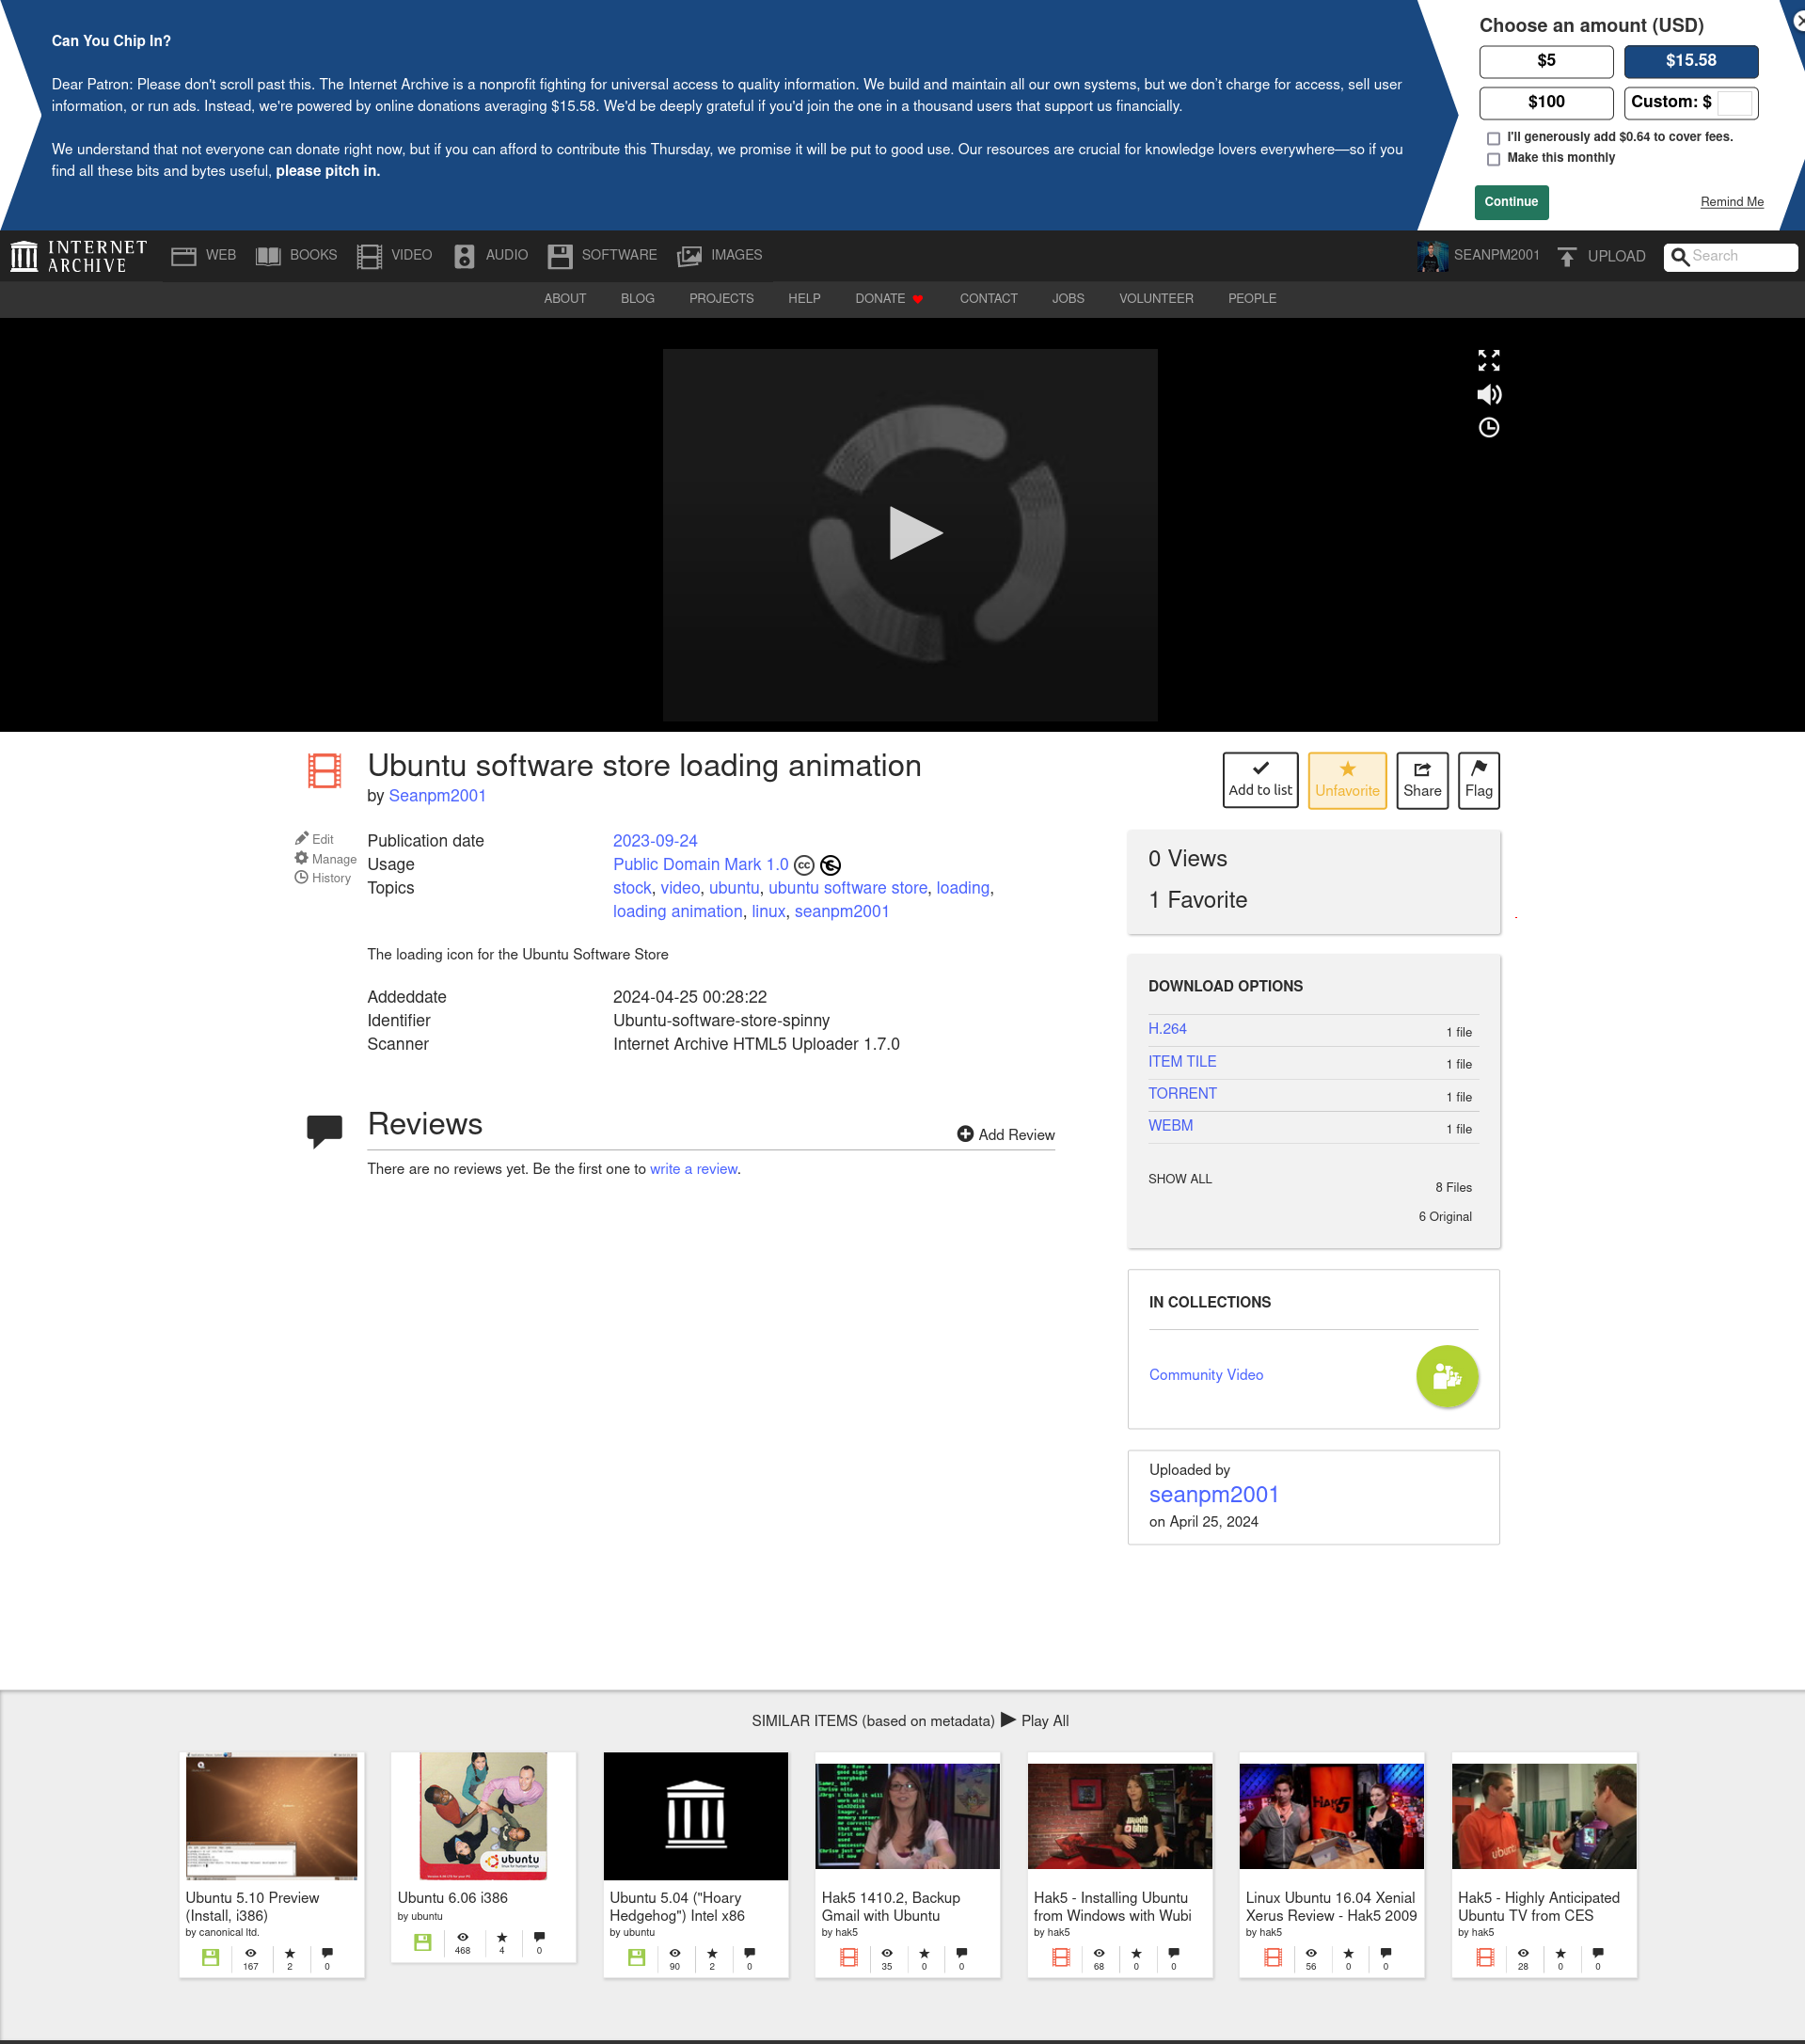 Can You Chip In?
Dear Patron: Please don't scroll past this. The Internet Archive is a nonprofit fighting for universal access to quality information. We build and maintain all our own systems, but we don’t charge for access, sell user
information, or run ads. Instead, we're powered by online donations averaging $15.58. We'd be deeply grateful if you'd join the one in a thousand users that support us financially.
We understand that not everyone can donate right now, but if you can afford to contribute this Thursday, we promise it will be put to good use. Our resources are crucial for knowledge lovers everywhere—so if you
find all these bits and bytes useful, please pitch in.
Choose an amount (USD)
$5 $15.58
$100 Custom: $
I'll generously add $0.64 to cover fees.
Make this monthly
Continue Remind Me
INTERNET
ARCHIVE
WEB BOOKS VIDEO AUDIO SOFTWARE IMAGES SEANPM2001 UPLOAD Search
ABOUT BLOG PROJECTS HELP DONATE CONTACT JOBS VOLUNTEER PEOPLE
Ubuntu software store loading animation
by Seanpm2001
Add to list Unfavorite Share Flag
Edit
Manage
History
Publication date 2023-09-24
Usage Public Domain Mark 1.0 cc
Topics stock, video, ubuntu, ubuntu software store, loading,
loading animation, linux, seanpm2001
The loading icon for the Ubuntu Software Store
Addeddate 2024-04-25 00:28:22
Identifier Ubuntu-software-store-spinny
Scanner Internet Archive HTML5 Uploader 1.7.0
Reviews
Add Review
There are no reviews yet. Be the first one to write a review.
0 Views
1 Favorite
DOWNLOAD OPTIONS
H.264 1 file
ITEM TILE 1 file
TORRENT 1 file
WEBM 1 file
SHOW ALL 8 Files
6 Original
IN COLLECTIONS
Community Video
Uploaded by
seanpm2001
on April 25, 2024
SIMILAR ITEMS (based on metadata) Play All
Ubuntu 5.10 Preview
(Install, i386)
by canonical ltd.
167 2 0
ubuntu
Ubuntu 6.06 i386
by ubuntu
468 4 0
Ubuntu 5.04 ("Hoary
Hedgehog") Intel x86
by ubuntu
90 2 0
Hak5 1410.2, Backup
Gmail with Ubuntu
by hak5
35 0 0
Hak5 - Installing Ubuntu
from Windows with Wubi
by hak5
68 0 0
HAK5
Linux Ubuntu 16.04 Xenial
Xerus Review - Hak5 2009
by hak5
56 0 0
Hak5 - Highly Anticipated
Ubuntu TV from CES
by hak5
28 0 0